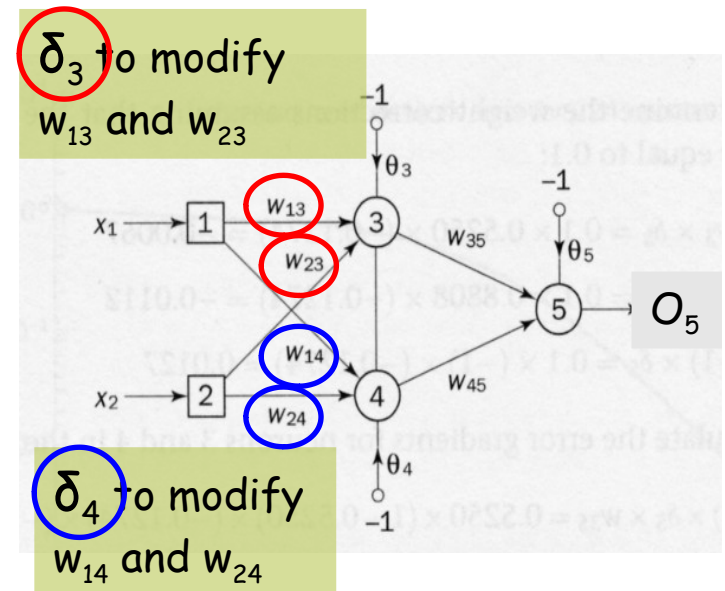 δ₃ to modify
w₁₃ and w₂₃
–1
θ₃
–1
x₁
1
w₁₃
3
w₃₅
w₂₃
θ₅
5
O₅
w₁₄
x₂
2
w₂₄
4
w₄₅
θ₄
–1
δ₄ to modify
w₁₄ and w₂₄